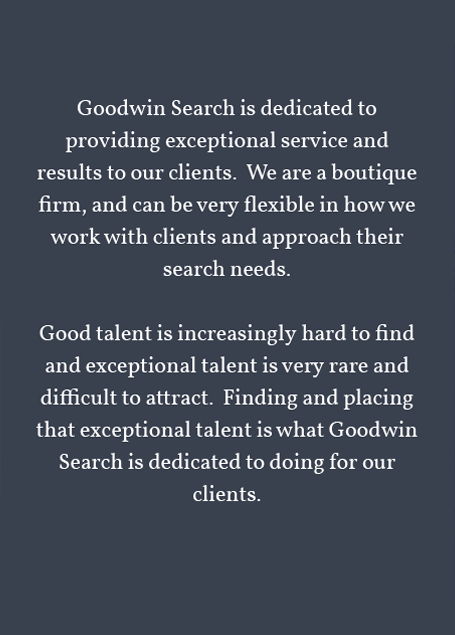 Goodwin Search is dedicated to
providing exceptional service and
results to our clients.  We are a boutique
firm, and can be very flexible in how we
work with clients and approach their
search needs.
Good talent is increasingly hard to find
and exceptional talent is very rare and
difficult to attract.  Finding and placing
that exceptional talent is what Goodwin
Search is dedicated to doing for our
clients.